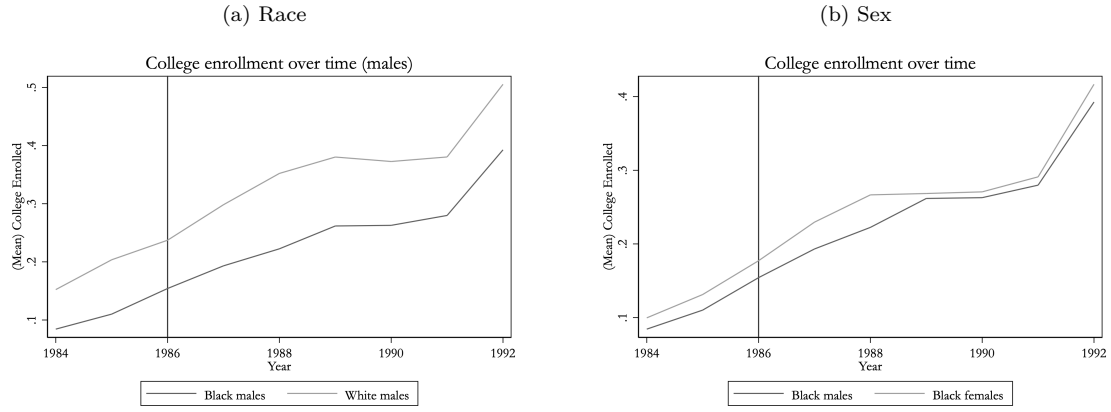 (a) Race
College enrollment over time (males)
(Mean) College Enrolled
.5
.4
.3
.2
.1
1984
1986
1988
1990
1992
Year
Black males
White males
(b) Sex
College enrollment over time
(Mean) College Enrolled
.4
.3
.2
.1
1984
1986
1988
1990
1992
Year
Black males
Black females